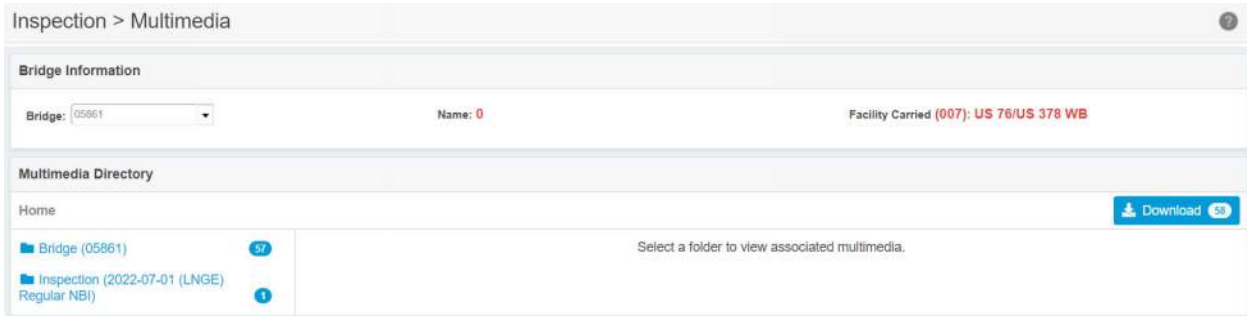 Inspection > Multimedia
?
Bridge Information
Bridge: 05861
Name: 0
Facility Carried (007): US 76/US 378 WB
Multimedia Directory
Home
Download 58
Bridge (05861) 57
Select a folder to view associated multimedia.
Inspection (2022-07-01 (LNGE)
Regular NBI) 1